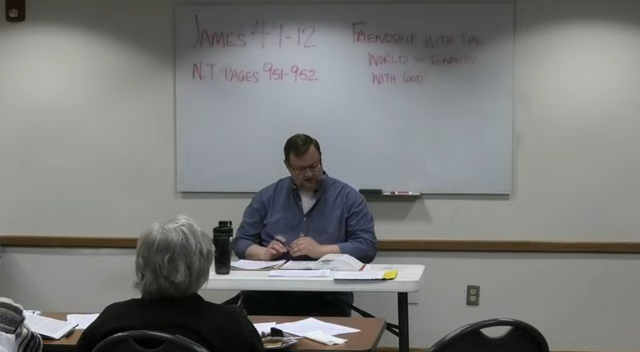 JAMES 4:1-12
N.T. PAGES 951-952
FRIENDSHIP WITH THE
WORLD = ENMITY
WITH GOD